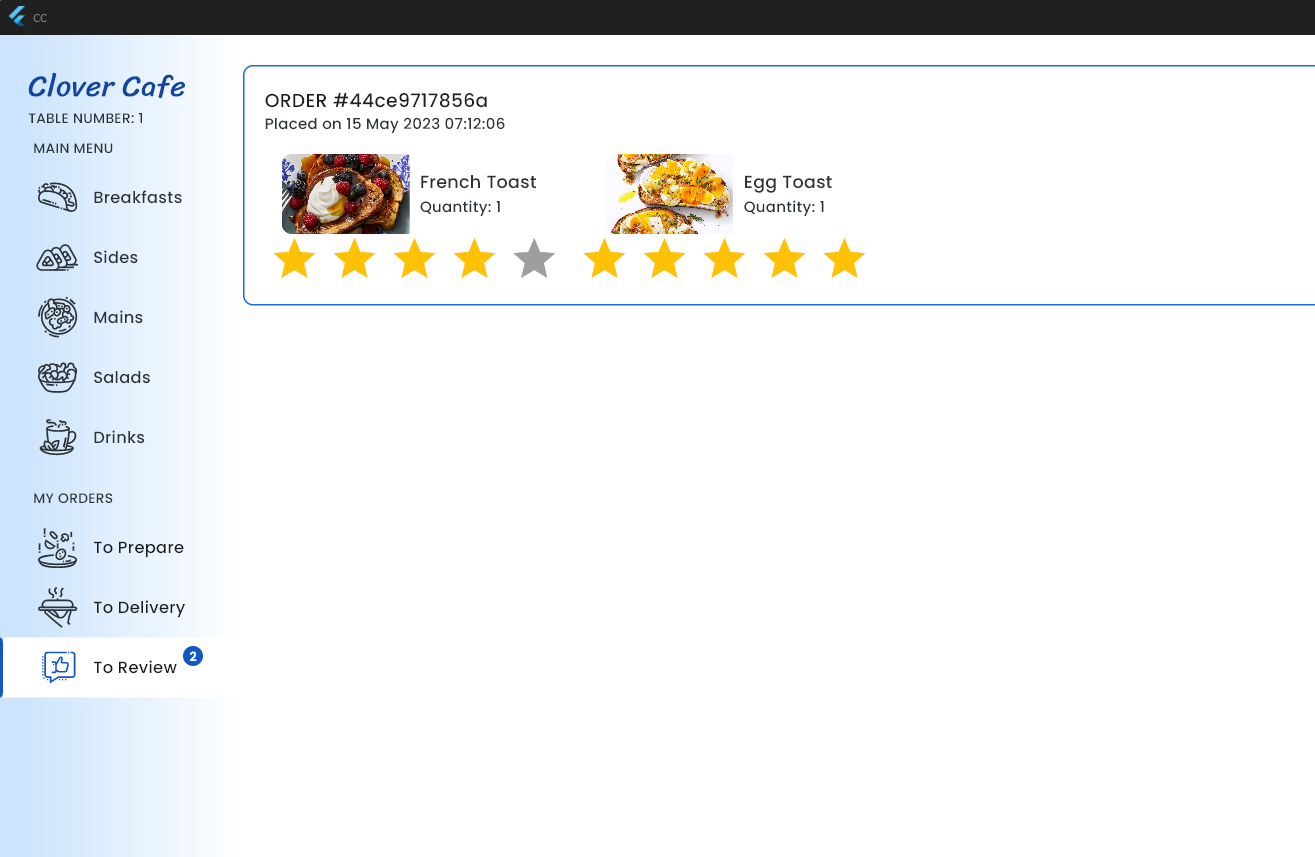 CC
Clover Cafe
TABLE NUMBER: 1
MAIN MENU
Breakfasts
Sides
Mains
Salads
Drinks
MY ORDERS
To Prepare
To Delivery
To Review 2
ORDER #44ce9717856a
Placed on 15 May 2023 07:12:06
French Toast
Quantity: 1
Egg Toast
Quantity: 1